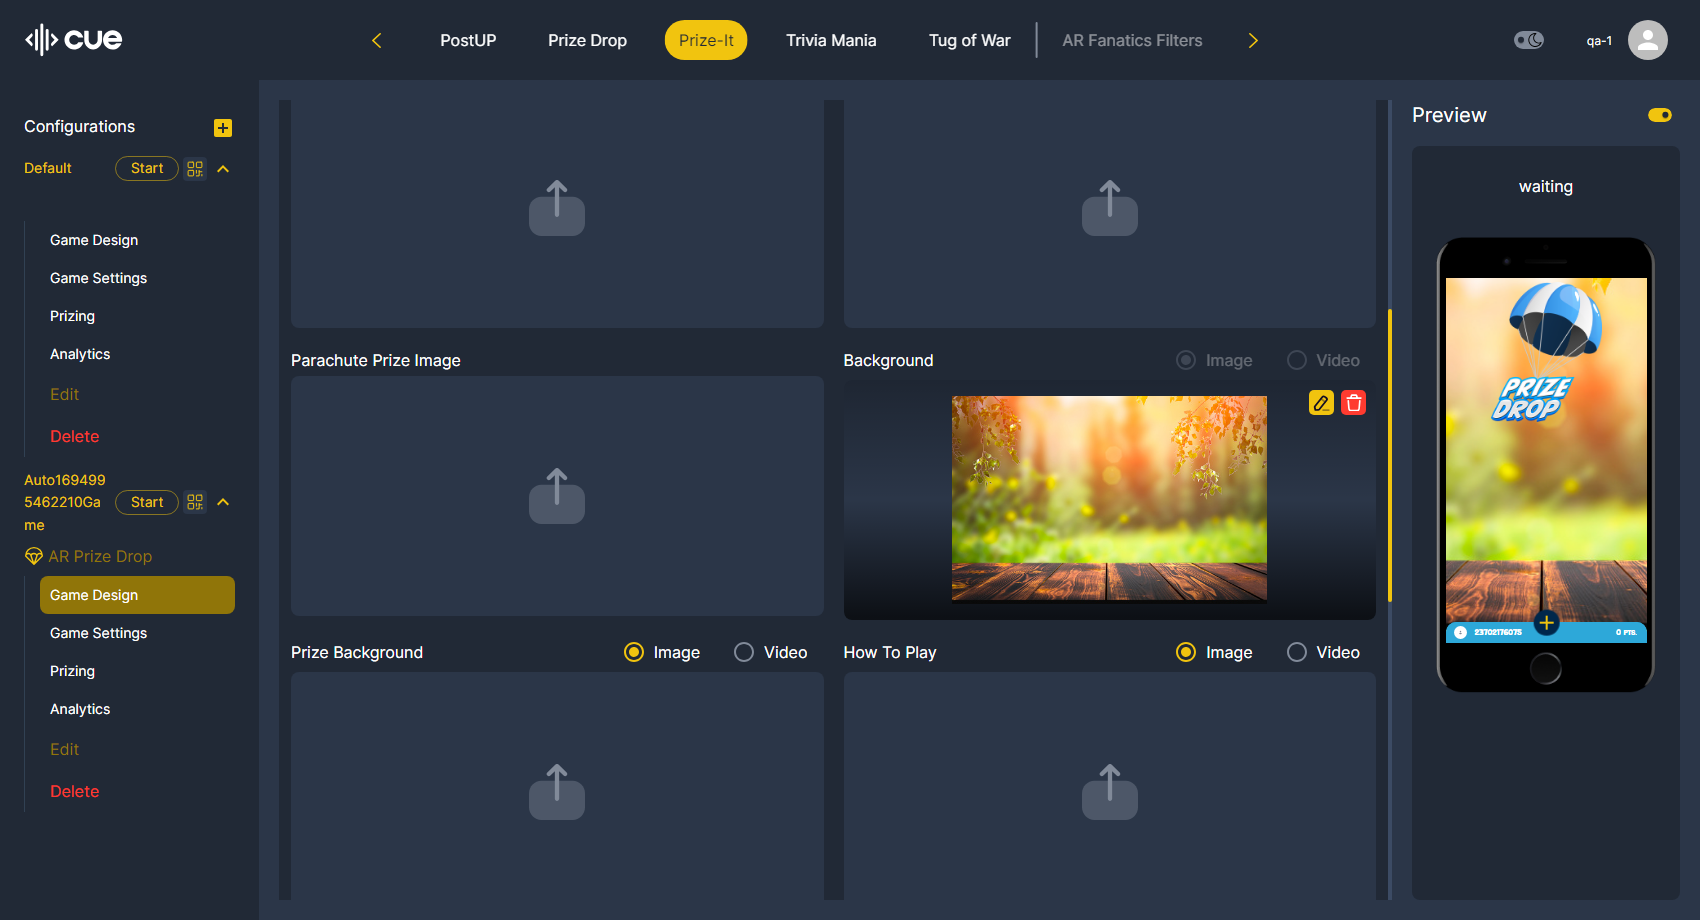 cue
PostUP
Prize Drop
Prize-It
Trivia Mania
Tug of War
AR Fanatics Filters
qa-1
Configurations
Default
Start
Game Design
Game Settings
Prizing
Analytics
Edit
Delete
Auto169499
5462210Ga
me
Start
AR Prize Drop
Game Design
Game Settings
Prizing
Analytics
Edit
Delete
Parachute Prize Image
Background
Image
Video
Prize Background
Image
Video
How To Play
Image
Video
Preview
waiting
PRIZE
DROP
23702176075
0 PTS.